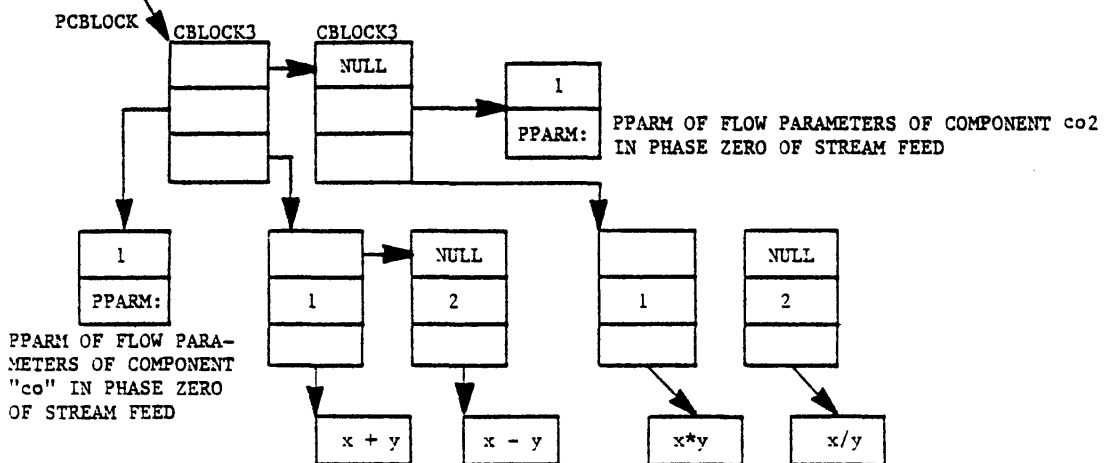 PCBLOCK
CBLOCK3
CBLOCK3
NULL
1
PPARM:
PPARM OF FLOW PARAMETERS OF COMPONENT co2
IN PHASE ZERO OF STREAM FEED
1
PPARM:
PPARM OF FLOW PARA-
METERS OF COMPONENT
"co" IN PHASE ZERO
OF STREAM FEED
1
NULL
2
1
NULL
2
x + y
x - y
x*y
x/y